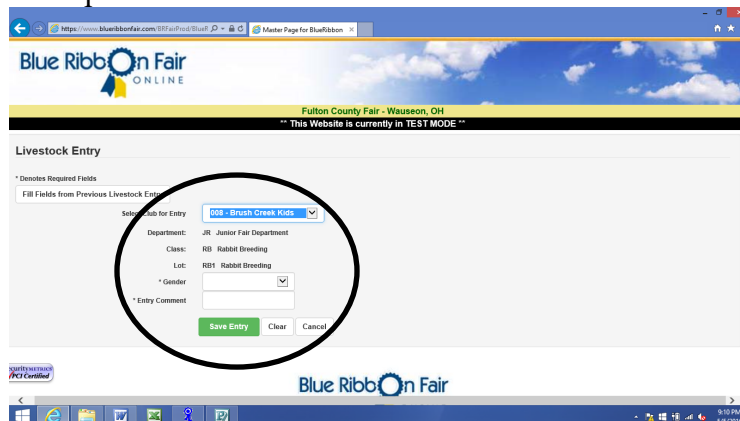 https://www.blueribbonfair.com/BRFairProd/BlueR
Master Page for BlueRibbon
Blue Ribbon Fair
ONLINE
Fulton County Fair - Wauseon, OH
** This Website is currently in TEST MODE **
Livestock Entry
* Denotes Required Fields
Fill Fields from Previous Livestock Entry
Select Club for Entry 008 - Brush Creek Kids
Department: JR Junior Fair Department
Class: RB Rabbit Breeding
Lot: RB1 Rabbit Breeding
* Gender
* Entry Comment
Save Entry Clear Cancel
PCI Certified
Blue Ribbon Fair
9:10 PM